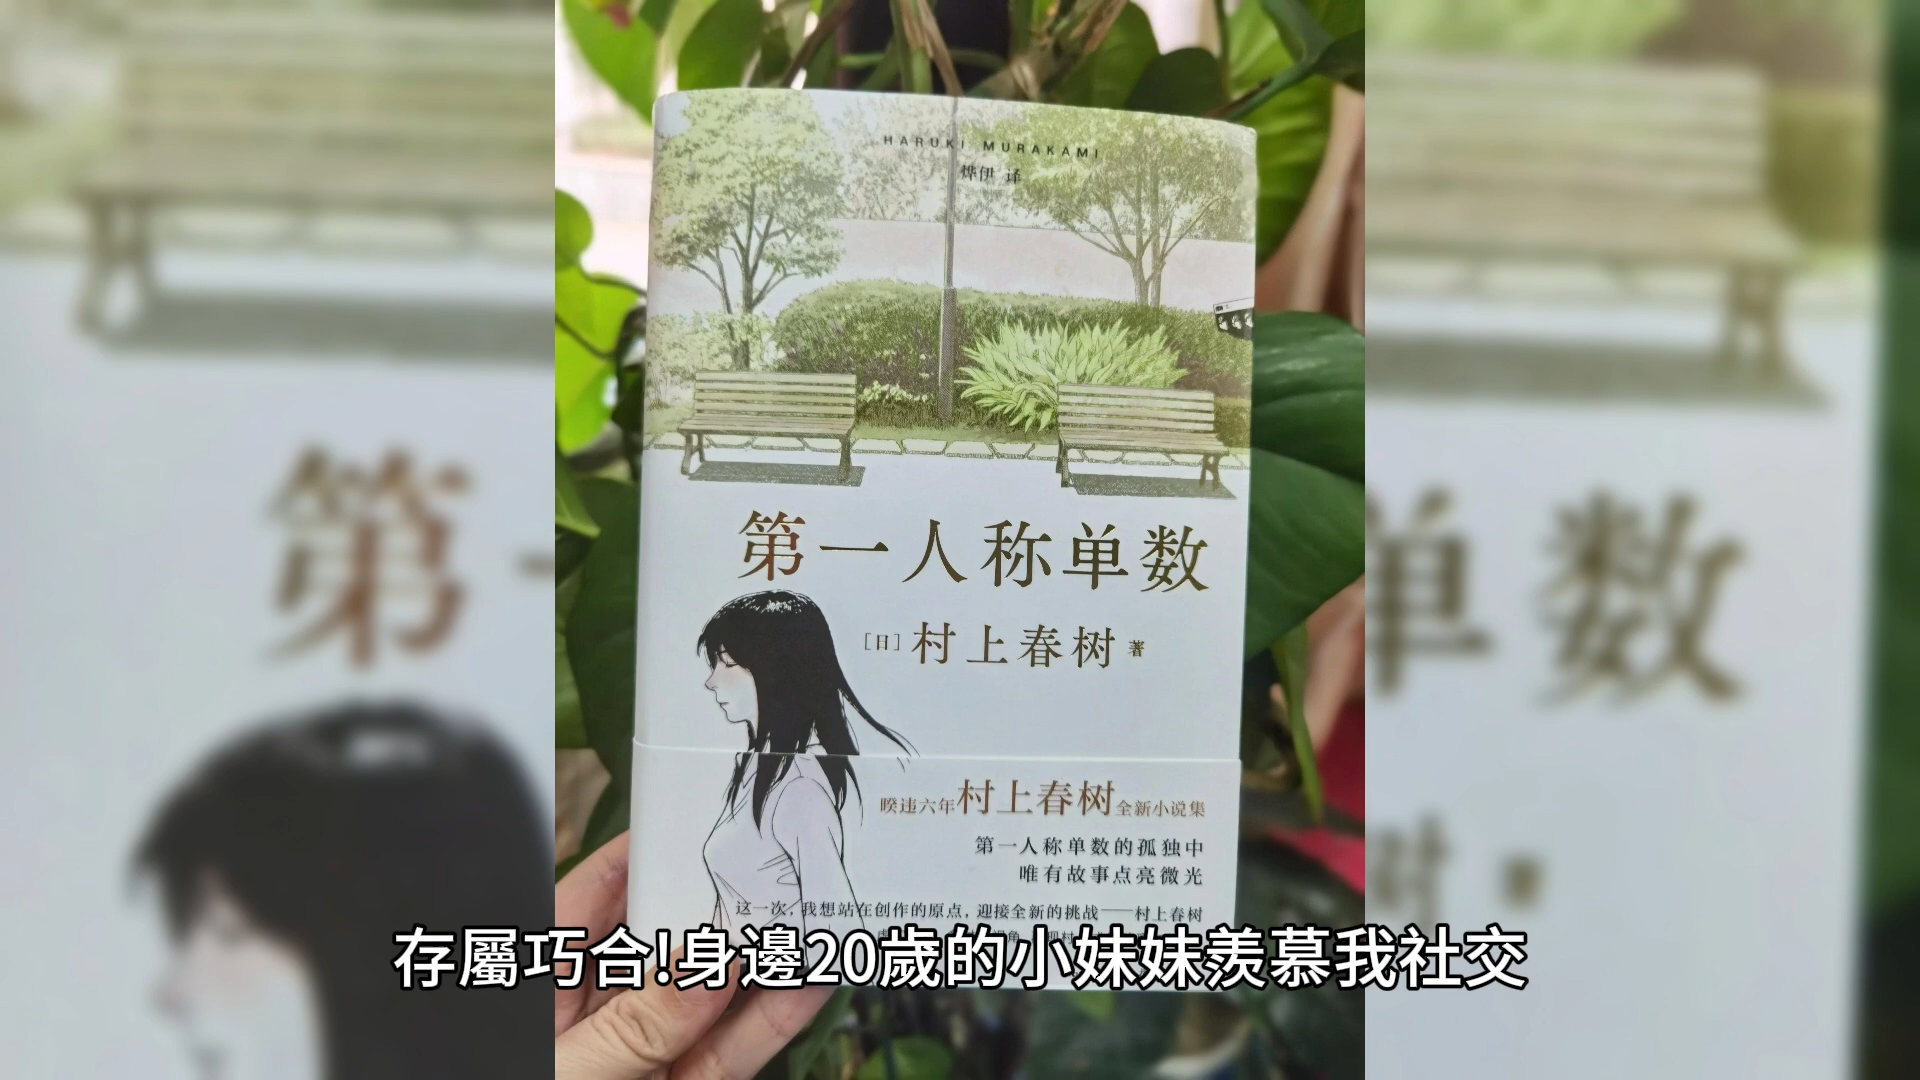 HARUKI MURAKAMI
烨伊 译
第一人称单数
[日] 村上春树 著
暌违六年村上春树全新小说集
第一人称单数的孤独中
唯有故事点亮微光
这一次,我想站在创作的原点,迎接全新的挑战——村上春树
存屬巧合!身邊20歲的小妹妹羨慕我社交